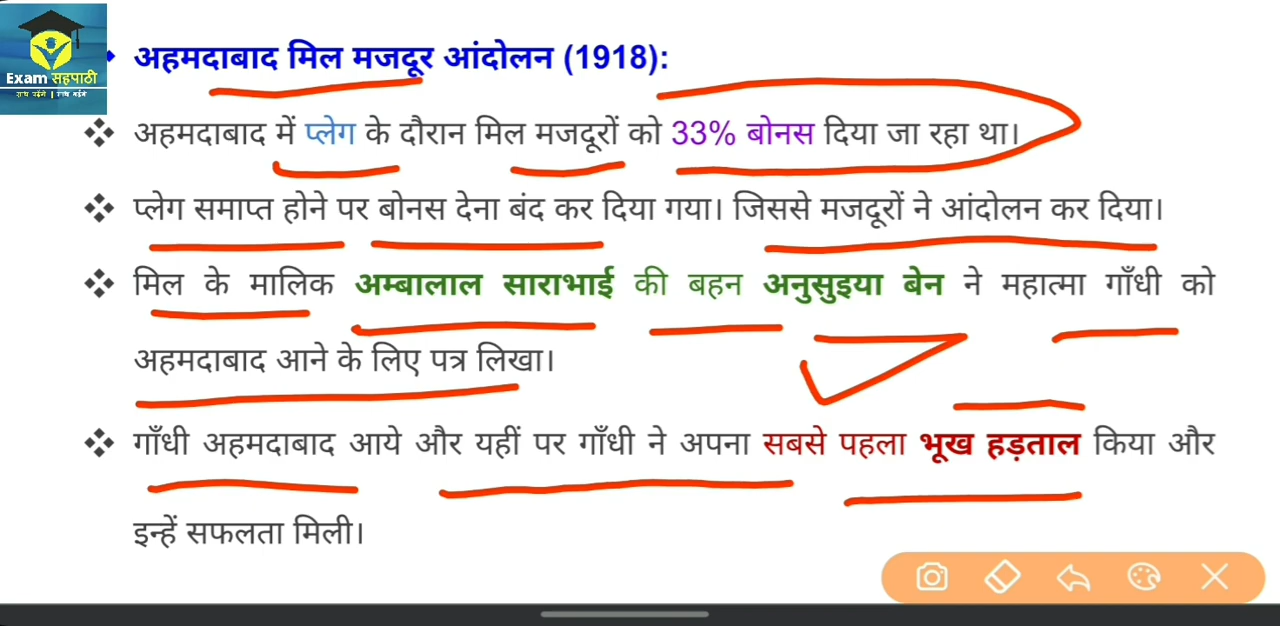 Exam सहपाठी
साथ पढ़ेंगे | साथ बढ़ेंगे
अहमदाबाद मिल मजदूर आंदोलन (1918):
❖ अहमदाबाद में प्लेग के दौरान मिल मजदूरों को 33% बोनस दिया जा रहा था।
❖ प्लेग समाप्त होने पर बोनस देना बंद कर दिया गया। जिससे मजदूरों ने आंदोलन कर दिया।
❖ मिल के मालिक अम्बालाल साराभाई की बहन अनुसुइया बेन ने महात्मा गाँधी को
अहमदाबाद आने के लिए पत्र लिखा।
❖ गाँधी अहमदाबाद आये और यहीं पर गाँधी ने अपना सबसे पहला भूख हड़ताल किया और
इन्हें सफलता मिली।